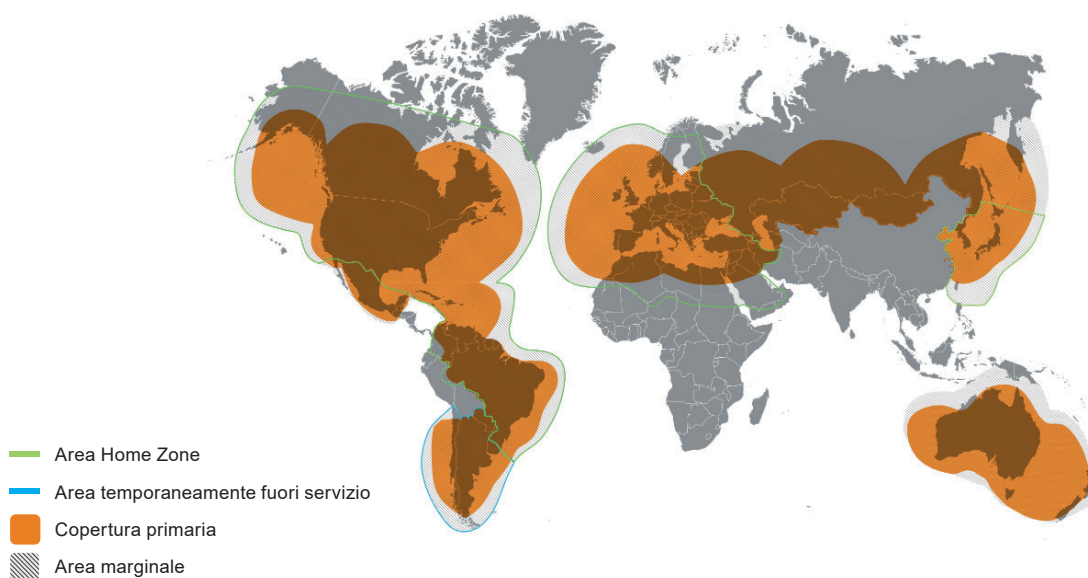 Area Home Zone
Area temporaneamente fuori servizio
Copertura primaria
Area marginale